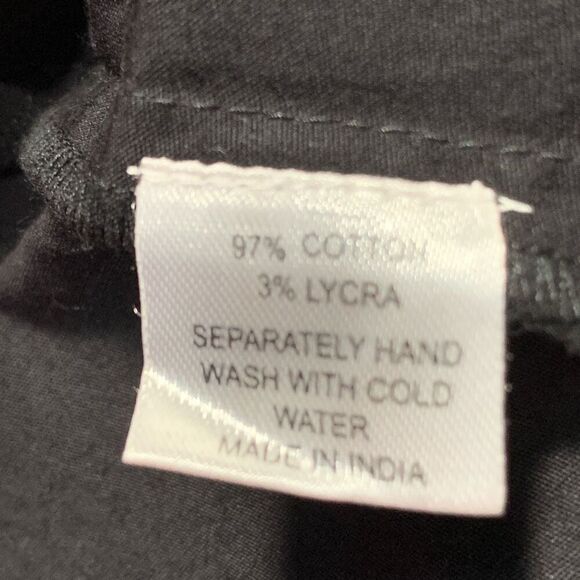 97% COTTON
3% LYCRA
SEPARATELY HAND
WASH WITH COLD
WATER
MADE IN INDIA